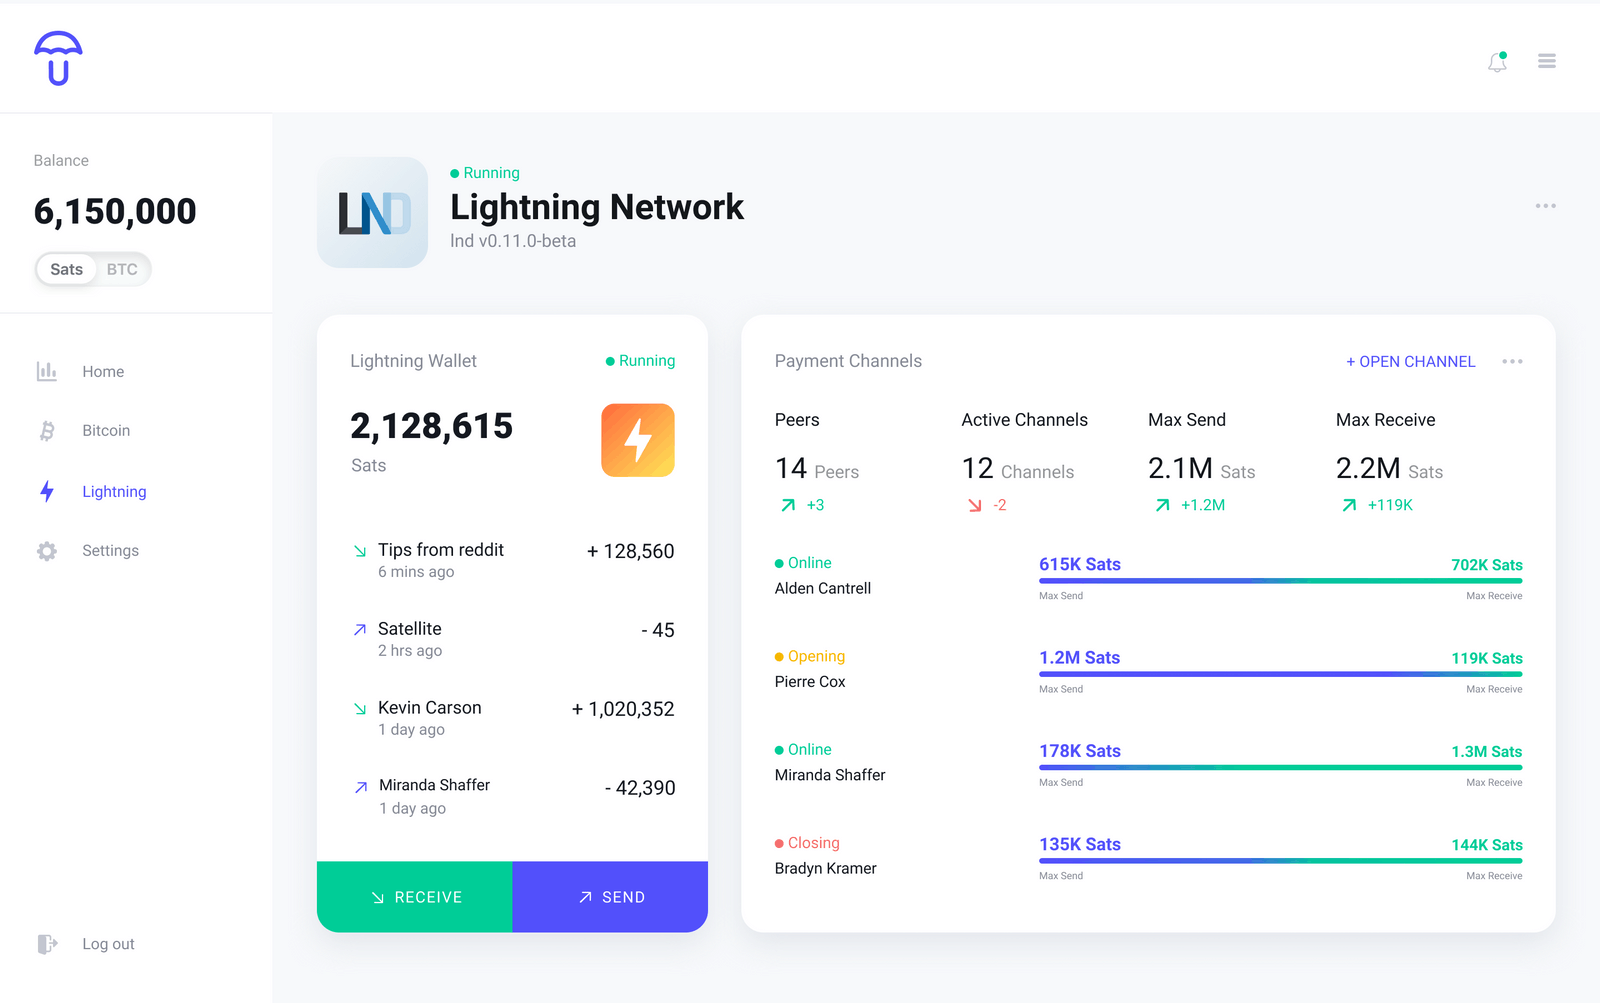 Balance
6,150,000
Sats BTC
Home
Bitcoin
Lightning
Settings
Log out
LND
Running
Lightning Network
lnd v0.11.0-beta
Lightning Wallet Running
2,128,615
Sats
Tips from reddit + 128,560
6 mins ago
Satellite - 45
2 hrs ago
Kevin Carson + 1,020,352
1 day ago
Miranda Shaffer - 42,390
1 day ago
RECEIVE SEND
Payment Channels + OPEN CHANNEL
Peers Active Channels Max Send Max Receive
14 Peers 12 Channels 2.1M Sats 2.2M Sats
+3 -2 +1.2M +119K
Online 615K Sats 702K Sats
Alden Cantrell Max Send Max Receive
Opening 1.2M Sats 119K Sats
Pierre Cox Max Send Max Receive
Online 178K Sats 1.3M Sats
Miranda Shaffer Max Send Max Receive
Closing 135K Sats 144K Sats
Bradyn Kramer Max Send Max Receive